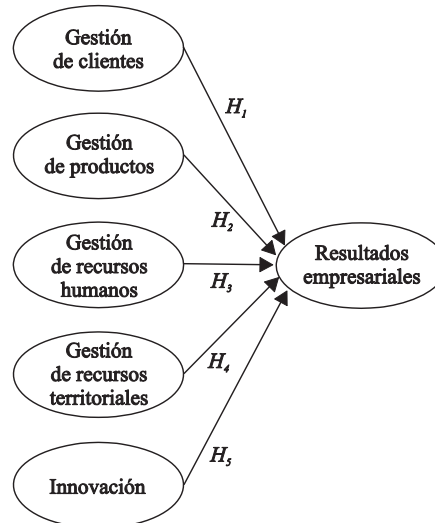 Gestión
de clientes
H1
Gestión
de productos
H2
Gestión
de recursos
humanos
H3
Resultados
empresariales
Gestión
de recursos
territoriales
H4
Innovación
H5